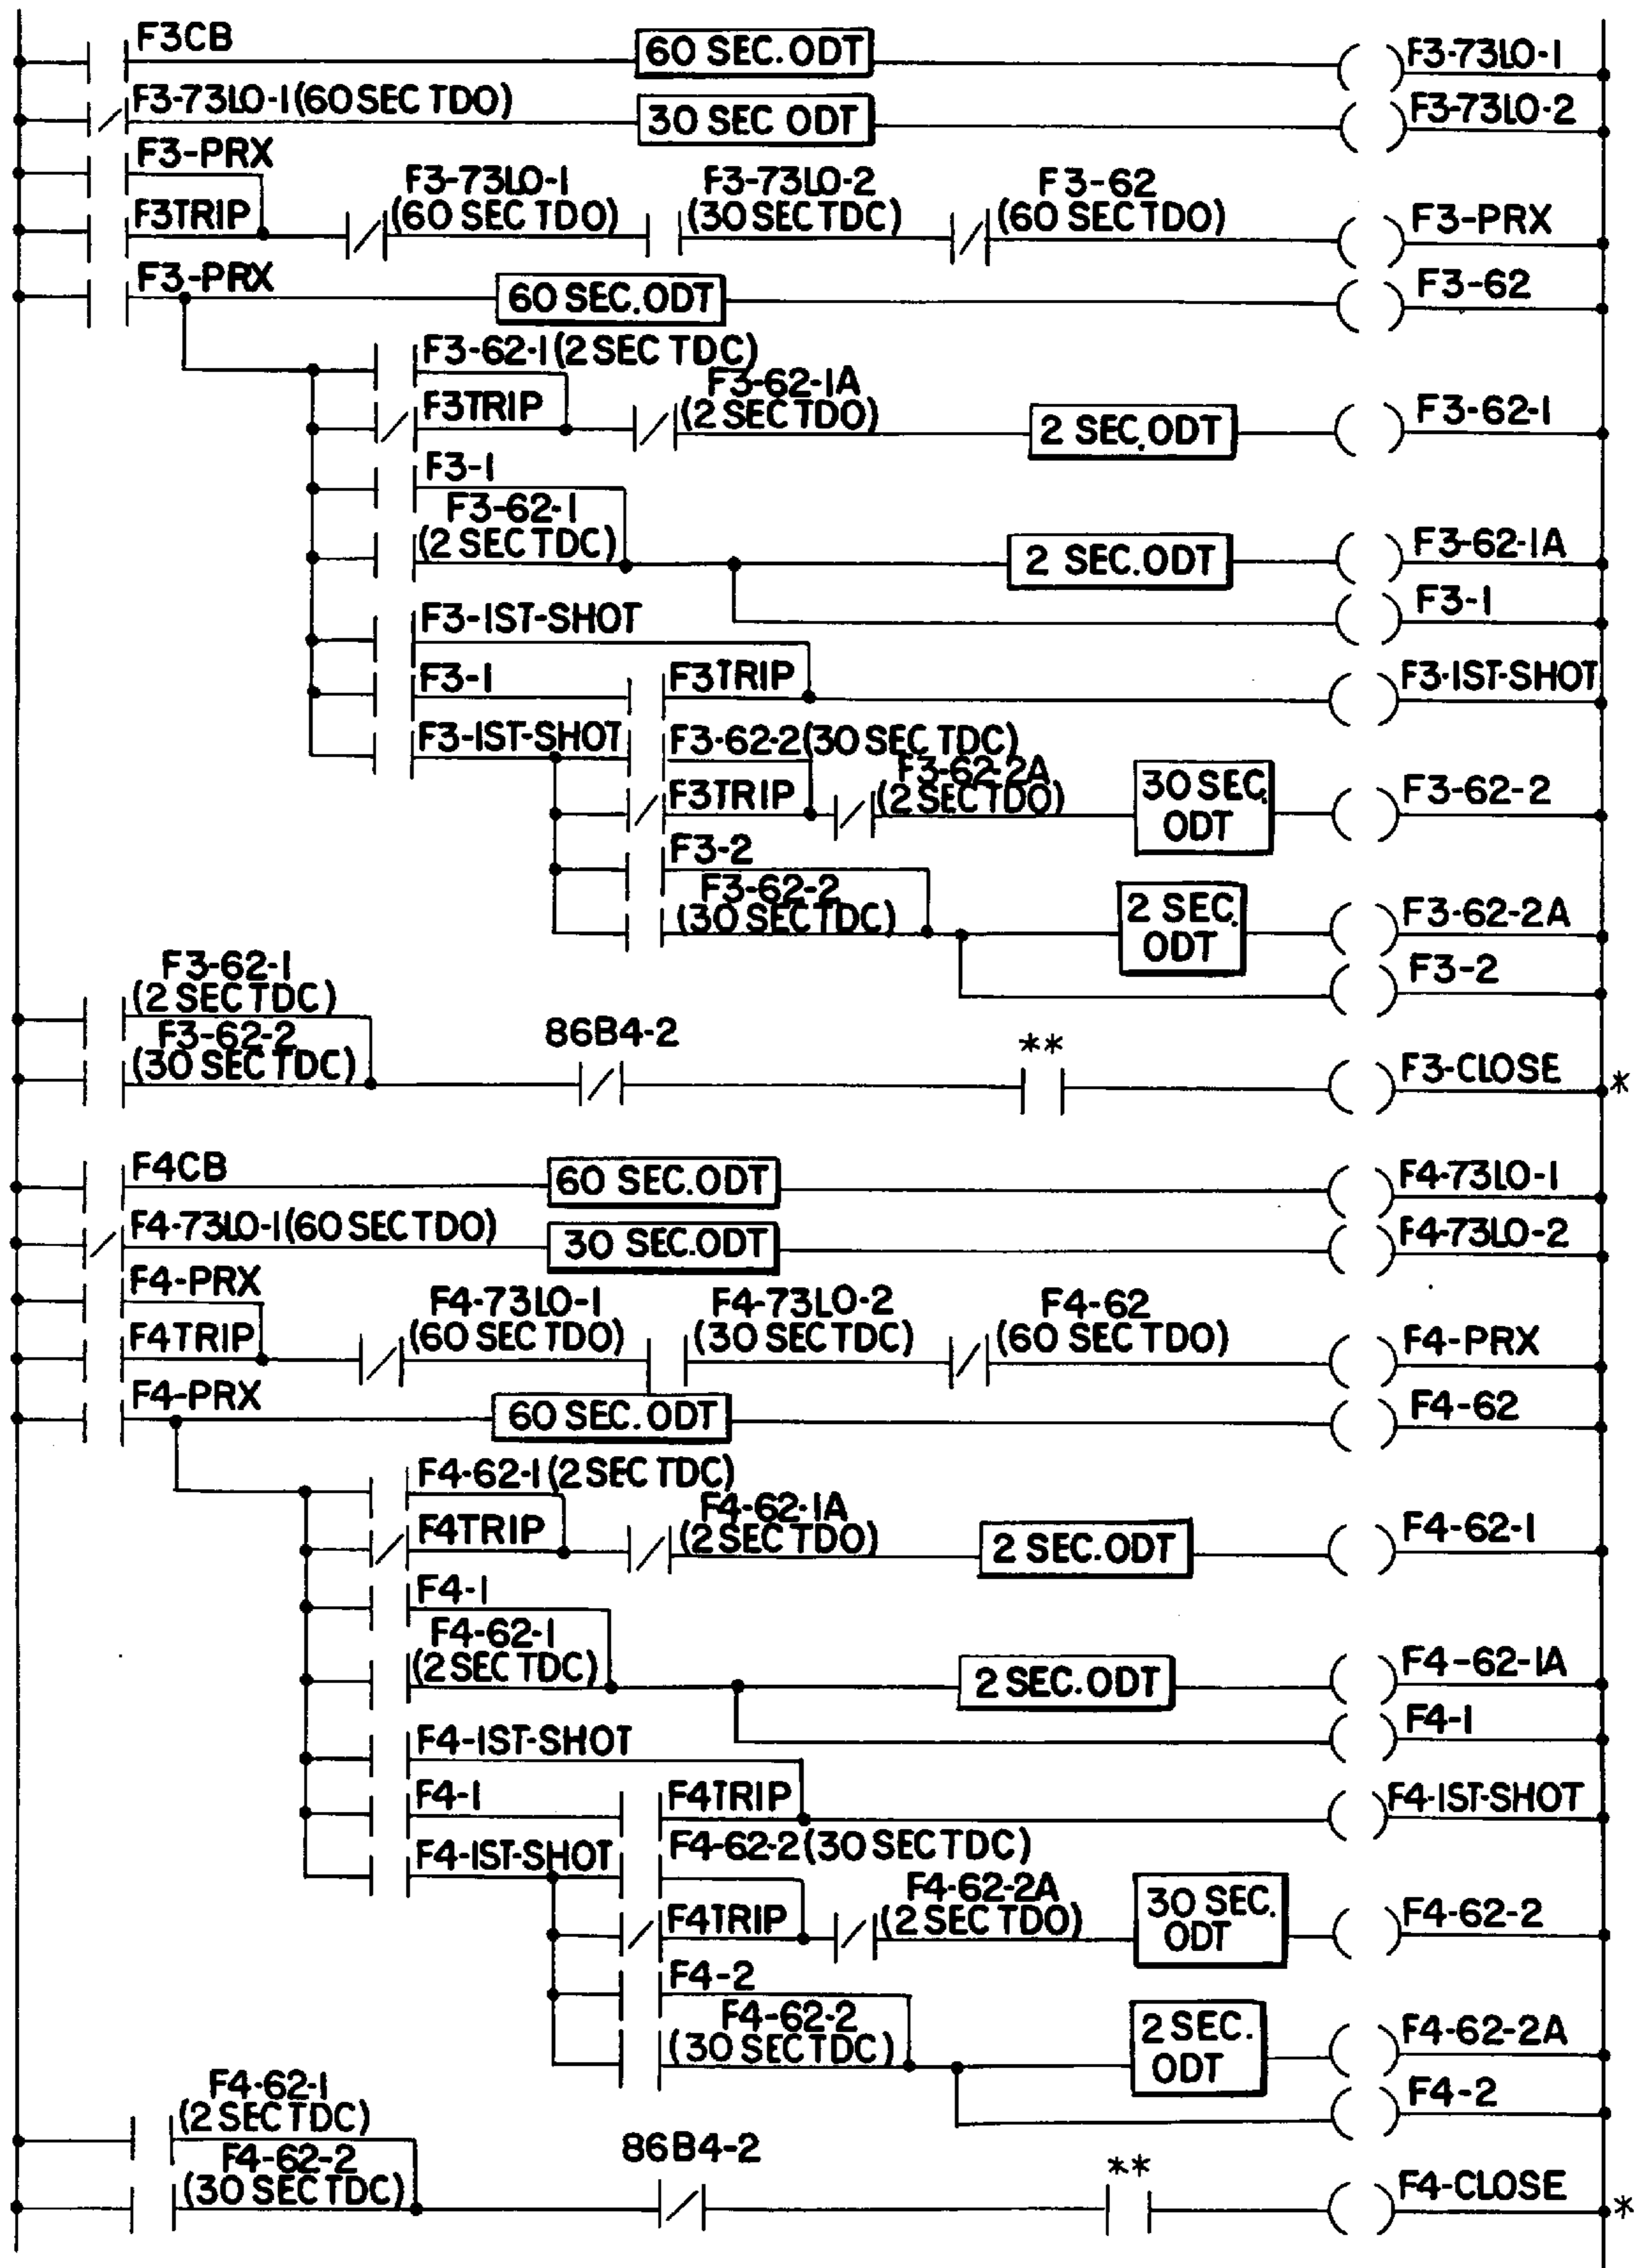 F3CB
60 SEC. ODT
F3-73LO-1
F3-73LO-1(60 SEC TDO)
30 SEC ODT
F3-73LO-2
F3-PRX
F3TRIP
F3-73LO-1
(60 SEC TDO)
F3-73LO-2
(30 SEC TDC)
F3-62
(60 SEC TDO)
F3-PRX
F3-PRX
60 SEC. ODT
F3-62
F3-62-1(2 SEC TDC)
F3TRIP
F3-62-1A
(2 SEC TDO)
2 SEC. ODT
F3-62-1
F3-1
F3-62-1
(2 SEC TDC)
2 SEC. ODT
F3-62-1A
F3-1
F3-1ST-SHOT
F3-1
F3TRIP
F3-1ST-SHOT
F3-1ST-SHOT
F3-62-2(30 SEC TDC)
F3TRIP
F3-62-2A
(2 SEC TDO)
30 SEC.
ODT
F3-62-2
F3-2
F3-62-2
(30 SEC TDC)
2 SEC.
ODT
F3-62-2A
F3-2
F3-62-1
(2 SEC TDC)
F3-62-2
(30 SEC TDC)
86B4-2
**
F3-CLOSE
*
F4CB
60 SEC. ODT
F4-73LO-1
F4-73LO-1(60 SEC TDO)
30 SEC. ODT
F4-73LO-2
F4-PRX
F4TRIP
F4-73LO-1
(60 SEC TDO)
F4-73LO-2
(30 SEC TDC)
F4-62
(60 SEC TDO)
F4-PRX
F4-PRX
60 SEC. ODT
F4-62
F4-62-1(2 SEC TDC)
F4TRIP
F4-62-1A
(2 SEC TDO)
2 SEC. ODT
F4-62-1
F4-1
F4-62-1
(2 SEC TDC)
2 SEC. ODT
F4-62-1A
F4-1
F4-1ST-SHOT
F4-1
F4TRIP
F4-1ST-SHOT
F4-1ST-SHOT
F4-62-2(30 SEC TDC)
F4TRIP
F4-62-2A
(2 SEC TDO)
30 SEC.
ODT
F4-62-2
F4-2
F4-62-2
(30 SEC TDC)
2 SEC.
ODT
F4-62-2A
F4-2
F4-62-1
(2 SEC TDC)
F4-62-2
(30 SEC TDC)
86B4-2
**
F4-CLOSE
*